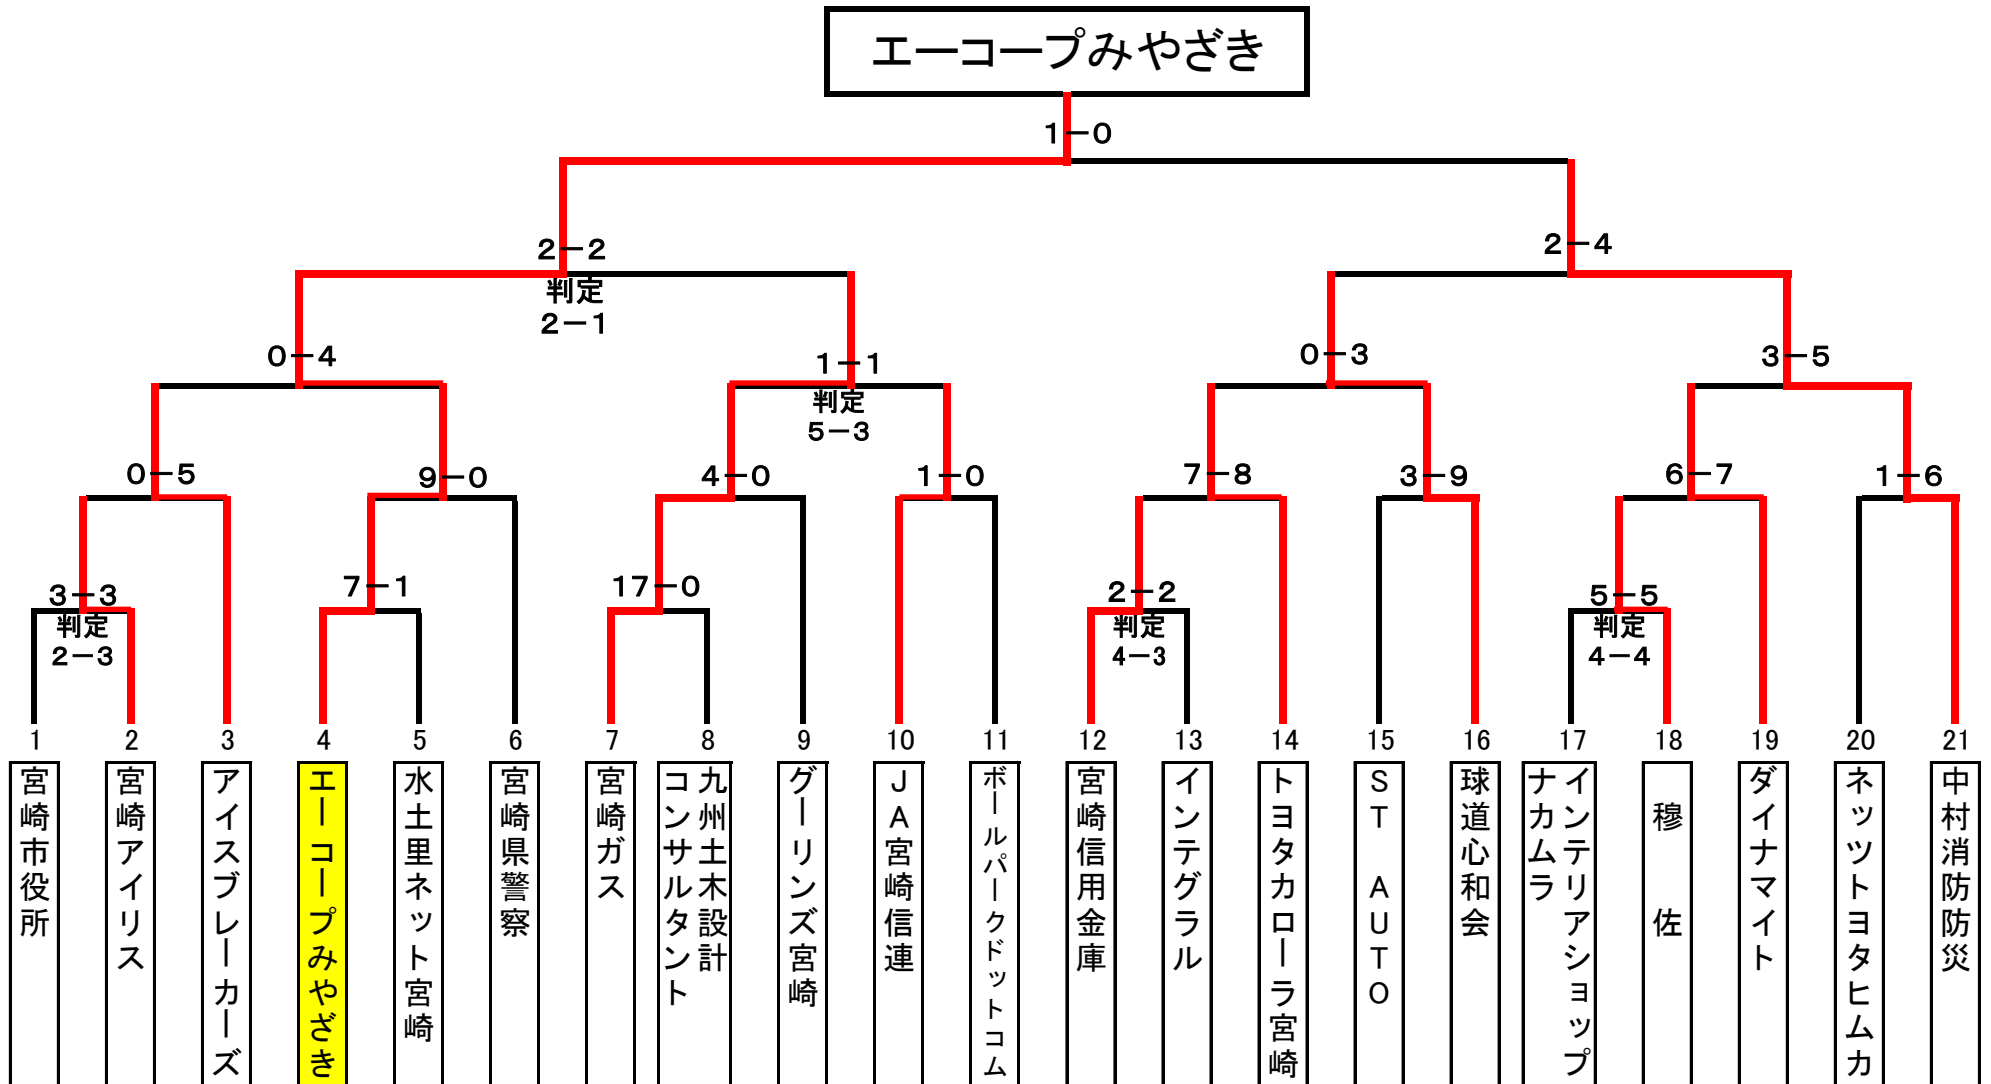 エーコープみやざき
1－0
2－2
判定
2－1
2－4
0－4
1－1
判定
5－3
0－3
3－5
0－5
9－0
4－0
1－0
7－8
3－9
6－7
1－6
3－3
判定
2－3
7－1
17－0
2－2
判定
4－3
5－5
判定
4－4
1
2
3
4
5
6
7
8
9
10
11
12
13
14
15
16
17
18
19
20
21
宮崎市役所
宮崎アイリス
アイスブレーカーズ
エーコープみやざき
水土里ネット宮崎
宮崎県警察
宮崎ガス
九州土木設計
コンサルタント
グーリンズ宮崎
JA宮崎信連
ボールパークドットコム
宮崎信用金庫
インテグラル
トヨタカローラ宮崎
ST AUTO
球道心和会
インテリアショップ
ナカムラ
穆佐
ダイナマイト
ネッツトヨタヒムカ
中村消防防災